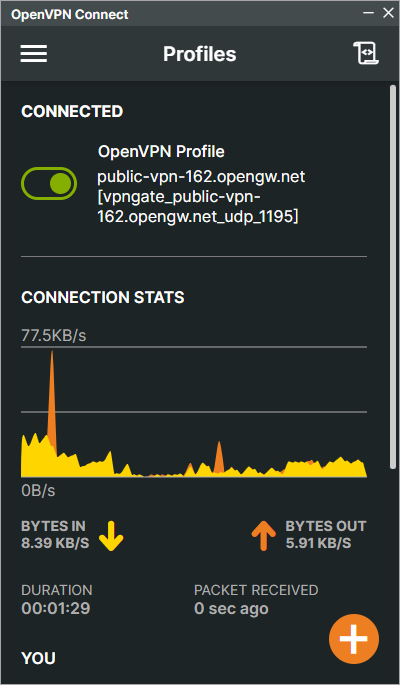 OpenVPN Connect
Profiles
CONNECTED
OpenVPN Profile
public-vpn-162.opengw.net
[vpngate_public-vpn-
162.opengw.net_udp_1195]
CONNECTION STATS
77.5KB/s
0B/s
BYTES IN
8.39 KB/S
BYTES OUT
5.91 KB/S
DURATION
00:01:29
PACKET RECEIVED
0 sec ago
YOU